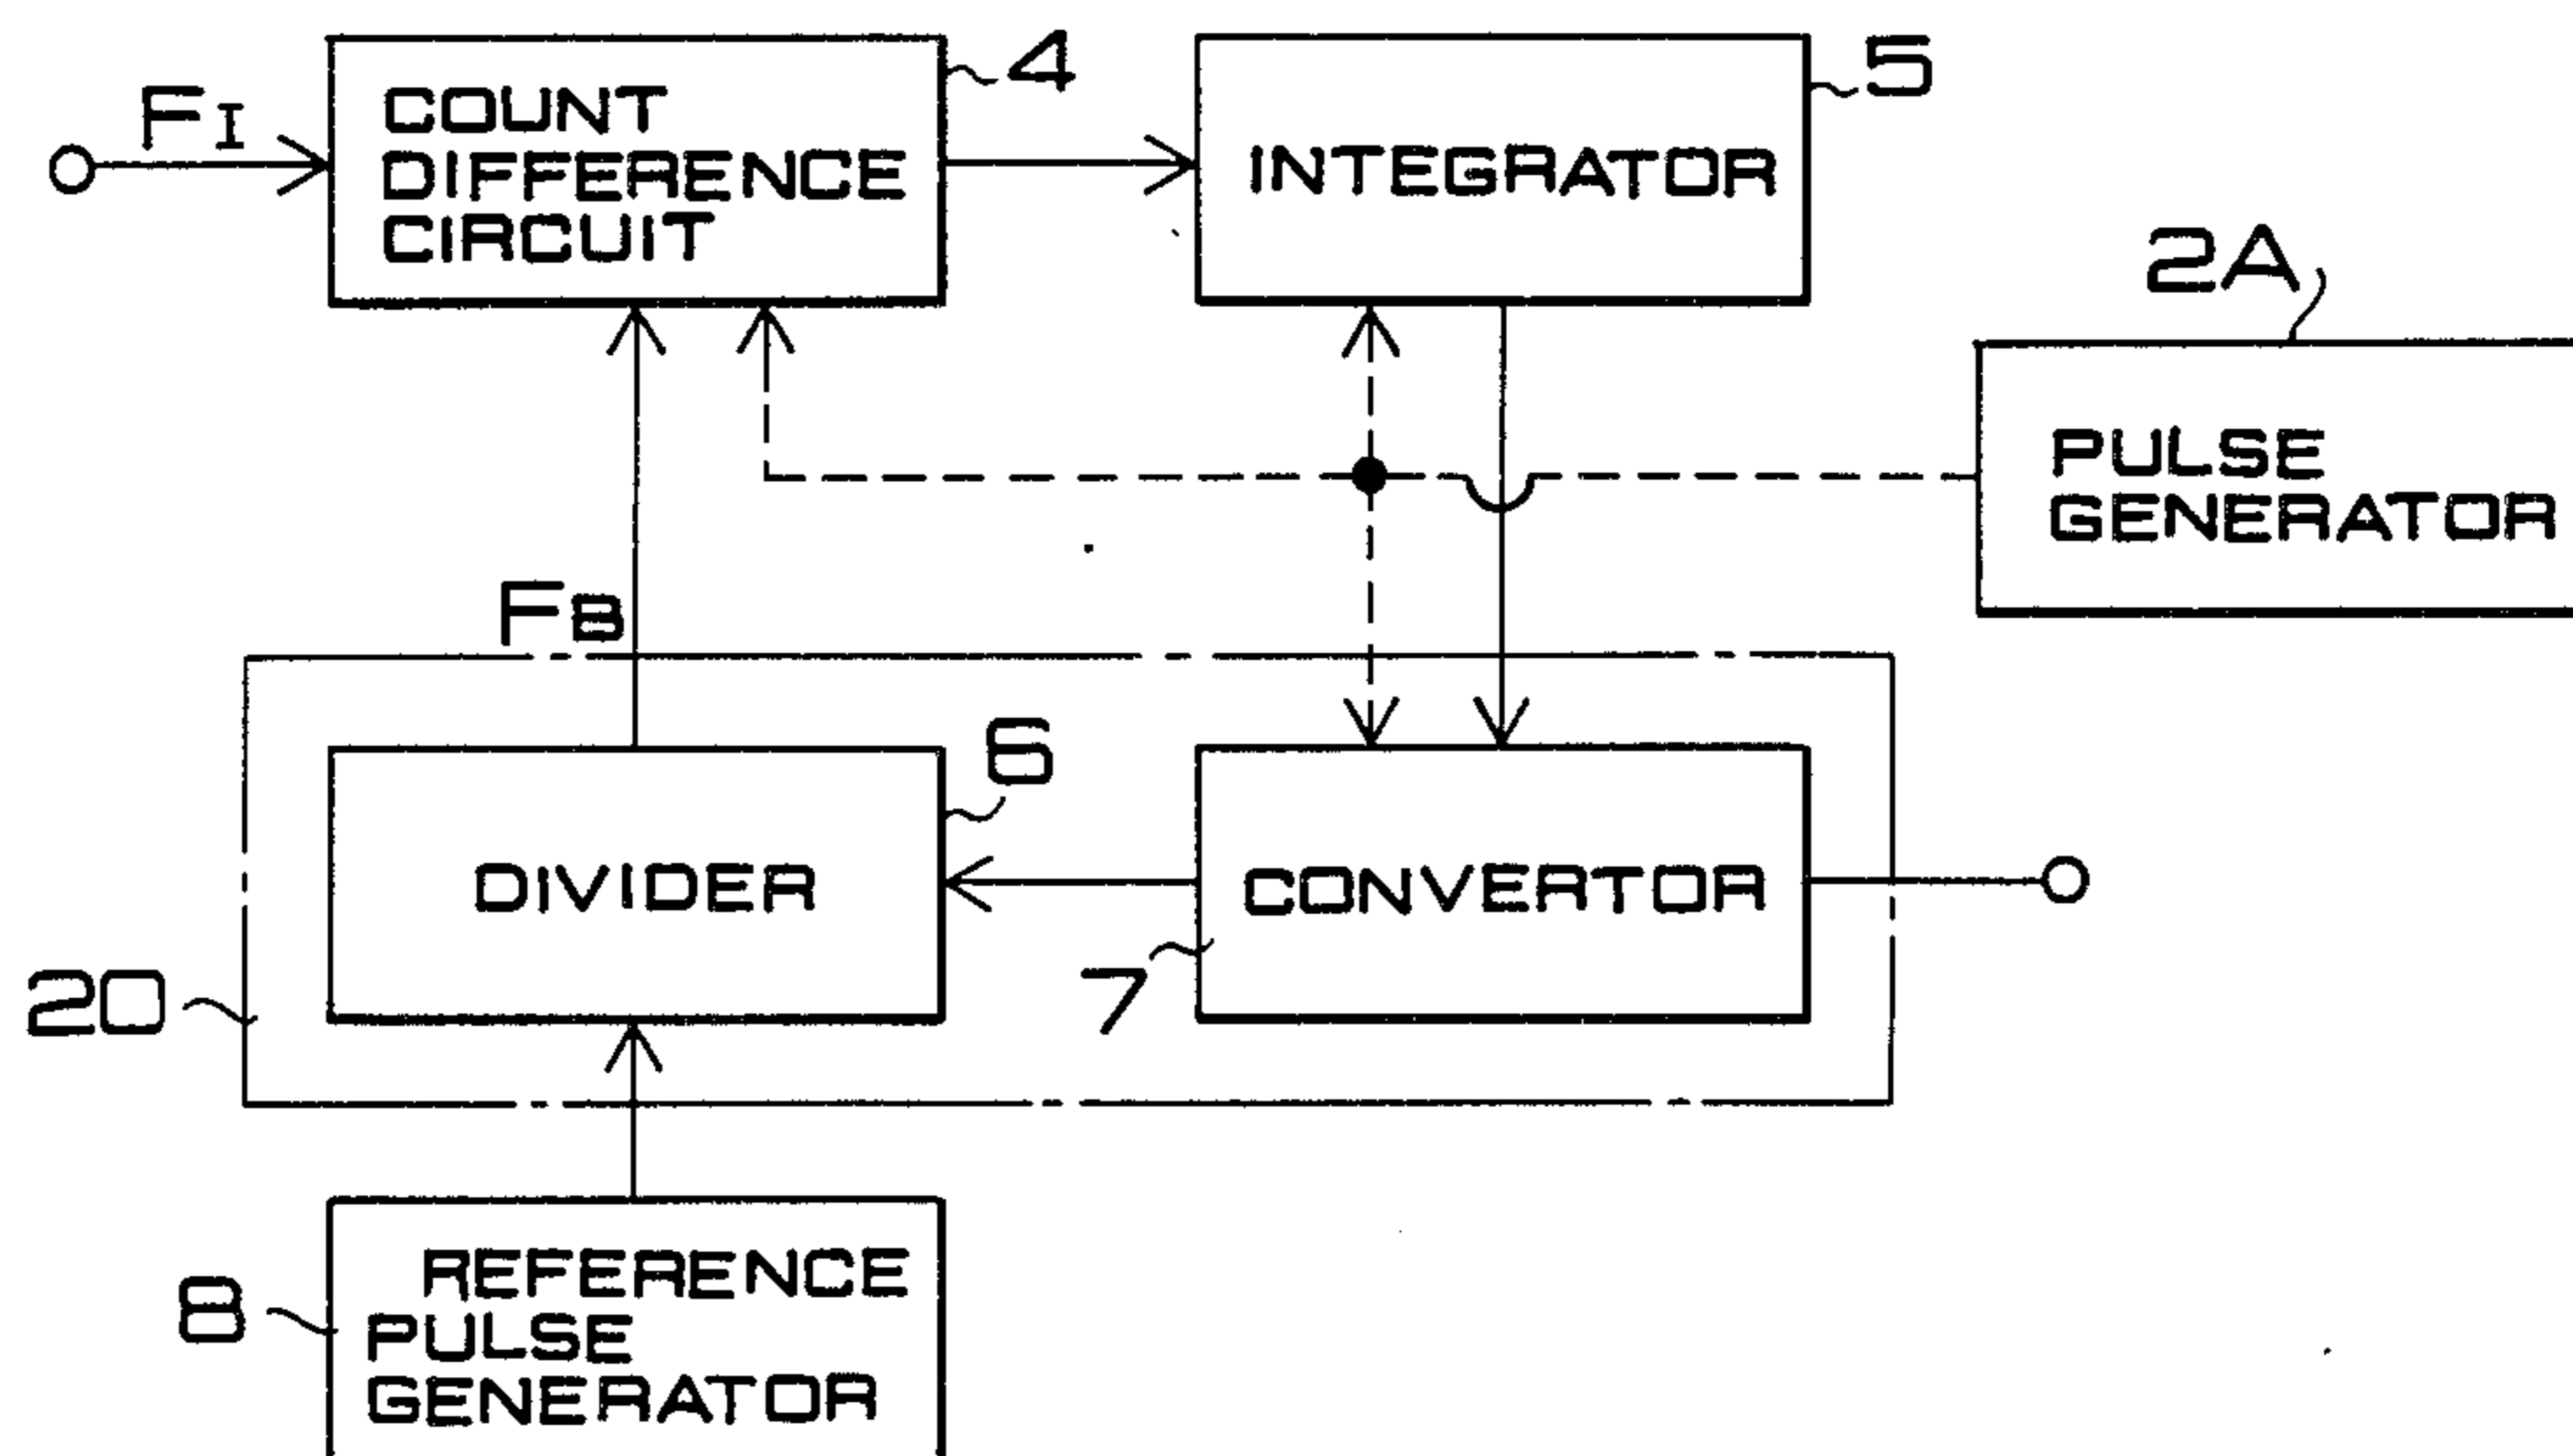 FI
COUNT
DIFFERENCE
CIRCUIT
4
INTEGRATOR
5
2A
PULSE
GENERATOR
FB
DIVIDER
6
CONVERTOR
7
20
REFERENCE
PULSE
GENERATOR
8